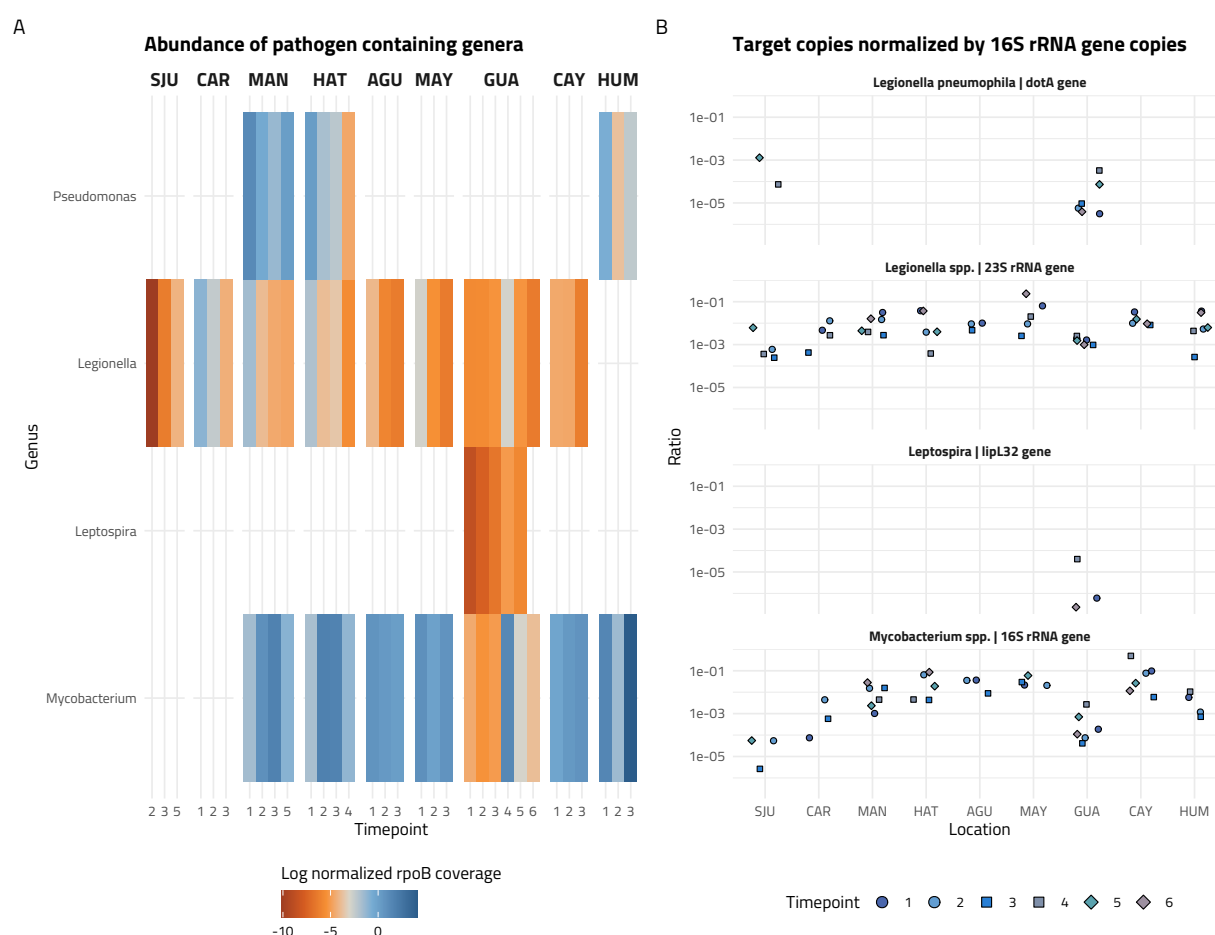 A
Abundance of pathogen containing genera
SJU CAR MAN HAT AGU MAY GUA CAY HUM
Pseudomonas
Legionella
Leptospira
Mycobacterium
Genus
2 3 5 1 2 3 1 2 3 5 1 2 3 4 1 2 3 1 2 3 1 2 3 4 5 6 1 2 3 1 2 3
Timepoint
Log normalized rpoB coverage
-10 -5 0
B
Target copies normalized by 16S rRNA gene copies
Legionella pneumophila | dotA gene
1e-01
1e-03
1e-05
Legionella spp. | 23S rRNA gene
1e-01
1e-03
1e-05
Leptospira | lipL32 gene
1e-01
1e-03
1e-05
Mycobacterium spp. | 16S rRNA gene
1e-01
1e-03
1e-05
Ratio
SJU CAR MAN HAT AGU MAY GUA CAY HUM
Location
Timepoint 1 2 3 4 5 6